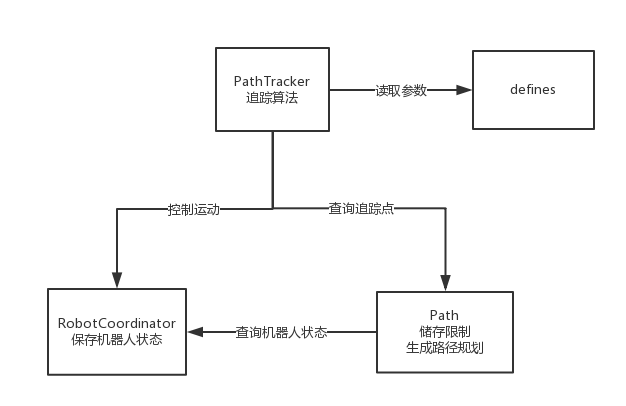 PathTracker
追踪算法
读取参数
defines
控制运动
查询追踪点
RobotCoordinator
保存机器人状态
查询机器人状态
Path
储存限制
生成路径规划